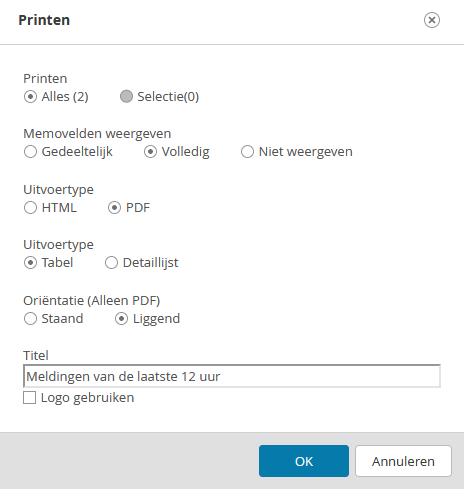 Printen
Printen
Alles (2) Selectie(0)
Memovelden weergeven
Gedeeltelijk Volledig Niet weergeven
Uitvoertype
HTML PDF
Uitvoertype
Tabel Detaillijst
Oriëntatie (Alleen PDF)
Staand Liggend
Titel
Meldingen van de laatste 12 uur
Logo gebruiken
OK Annuleren